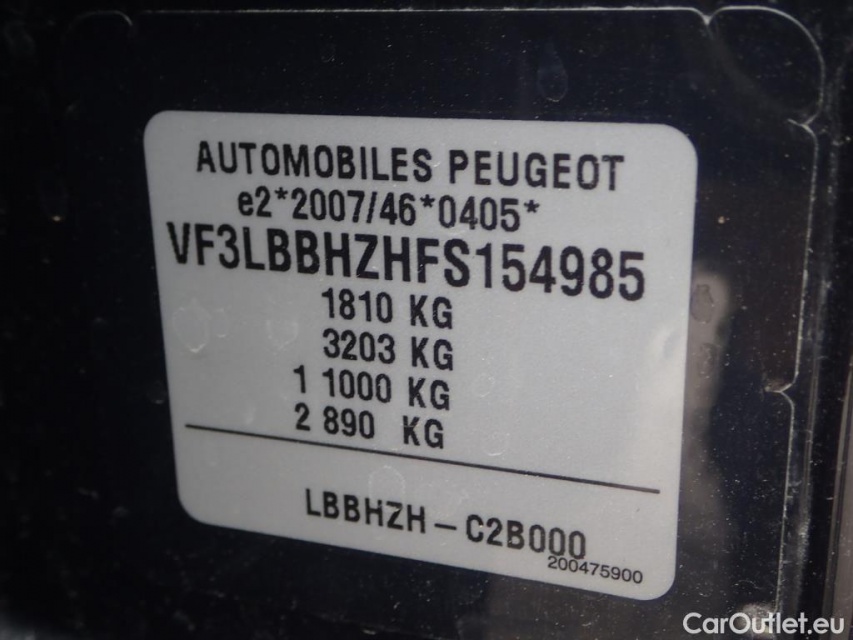 AUTOMOBILES PEUGEOT
e2*2007/46*0405*
VF3LBBHZHFS154985
1810 KG
3203 KG
1 1000 KG
2 890 KG
LBBHZH – C2B000
200475900
CarOutlet.eu